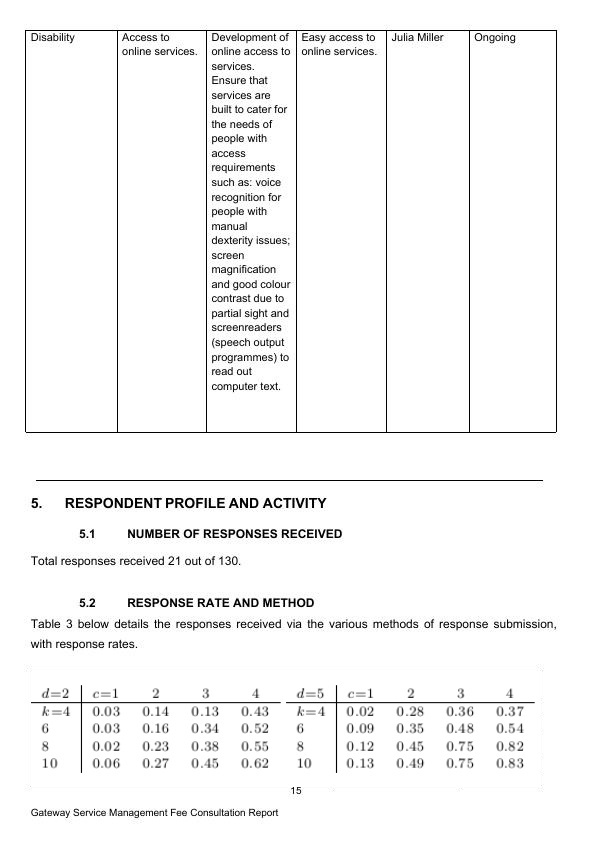 Disability
Access to
online services.
Development of
online access to
services.
Ensure that
services are
built to cater for
the needs of
people with
access
requirements
such as: voice
recognition for
people with
manual
dexterity issues;
screen
magnification
and good colour
contrast due to
partial sight and
screenreaders
(speech output
programmes) to
read out
computer text.
Easy access to
online services.
Julia Miller
Ongoing
5. RESPONDENT PROFILE AND ACTIVITY
5.1 NUMBER OF RESPONSES RECEIVED
Total responses received 21 out of 130.
5.2 RESPONSE RATE AND METHOD
Table 3 below details the responses received via the various methods of response submission,
with response rates.
d=2 c=1 2 3 4 d=5 c=1 2 3 4
k=4 0.03 0.14 0.13 0.43 k=4 0.02 0.28 0.36 0.37
6 0.03 0.16 0.34 0.52 6 0.09 0.35 0.48 0.54
8 0.02 0.23 0.38 0.55 8 0.12 0.45 0.75 0.82
10 0.06 0.27 0.45 0.62 10 0.13 0.49 0.75 0.83
15
Gateway Service Management Fee Consultation Report